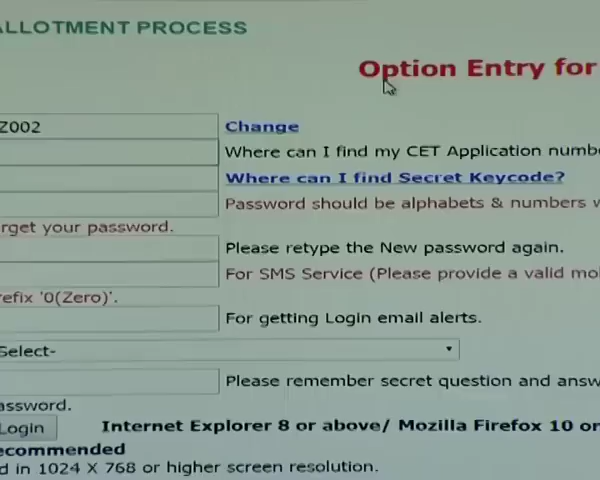 ALLOTMENT PROCESS
Option Entry for
Z002 Change
Where can I find my CET Application numbe
Where can I find Secret Keycode?
Password should be alphabets & numbers w
rget your password.
Please retype the New password again.
For SMS Service (Please provide a valid mo
refix '0(Zero)'.
For getting Login email alerts.
Select-
Please remember secret question and answ
assword.
Login Internet Explorer 8 or above/ Mozilla Firefox 10 or
ecommended
d in 1024 X 768 or higher screen resolution.